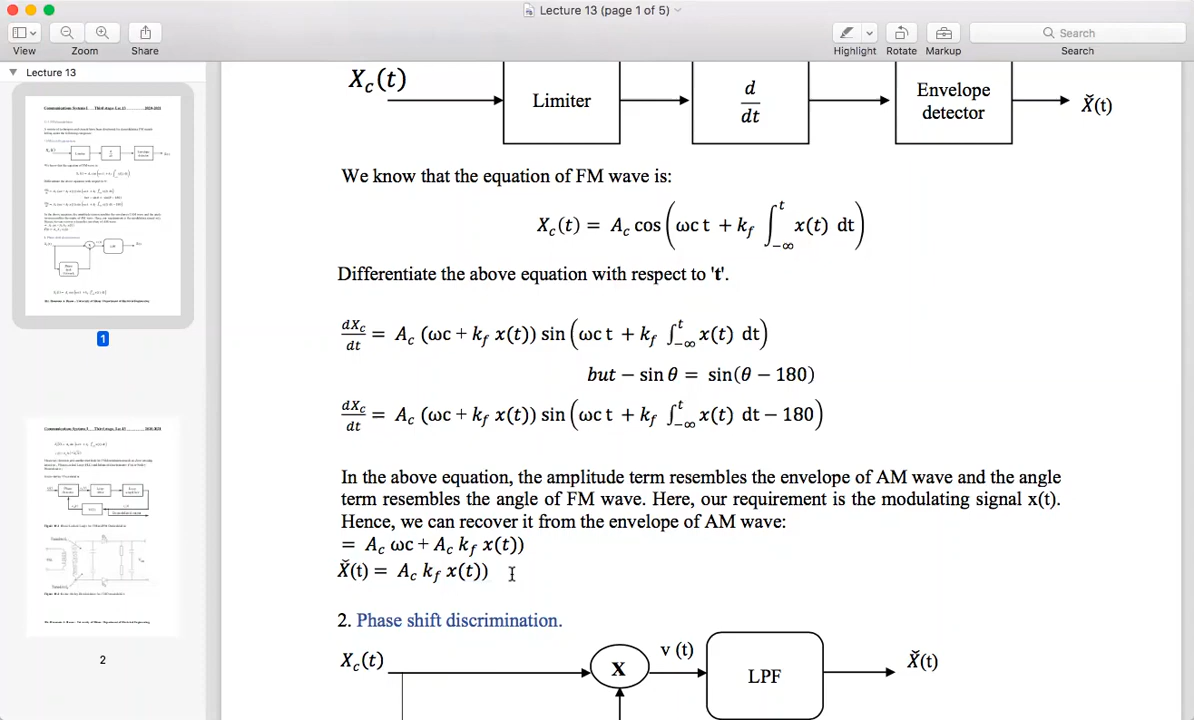 Lecture 13 (page 1 of 5)
View Zoom Share Highlight Rotate Markup Search
Search
Lecture 13
1
2
Xc(t)
Limiter
d/dt
Envelope
detector
X̌(t)
We know that the equation of FM wave is:
Xc(t) = Ac cos(ωc t + kf ∫_{−∞}^{t} x(t) dt)
Differentiate the above equation with respect to 't'.
dXc/dt = Ac (ωc + kf x(t)) sin(ωc t + kf ∫_{−∞}^{t} x(t) dt)
but − sin θ = sin(θ − 180)
dXc/dt = Ac (ωc + kf x(t)) sin(ωc t + kf ∫_{−∞}^{t} x(t) dt − 180)
In the above equation, the amplitude term resembles the envelope of AM wave and the angle
term resembles the angle of FM wave. Here, our requirement is the modulating signal x(t).
Hence, we can recover it from the envelope of AM wave:
= Ac ωc + Ac kf x(t))
X̌(t) = Ac kf x(t))
2. Phase shift discrimination.
Xc(t)
X
v (t)
LPF
X̌(t)